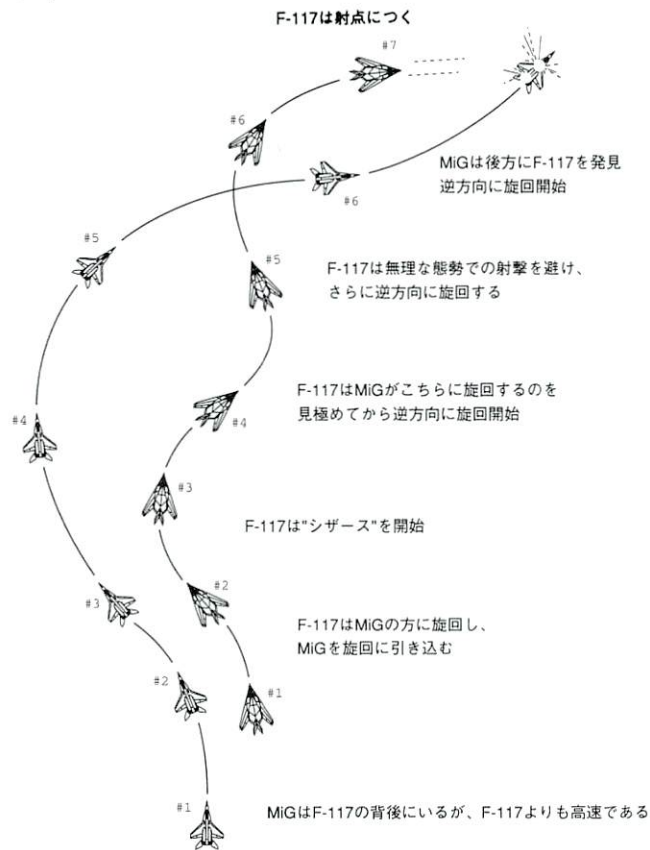 F-117は射点につく
#7
#6
MiGは後方にF-117を発見
逆方向に旋回開始
#6
#5
#5
F-117は無理な態勢での射撃を避け、
さらに逆方向に旋回する
F-117はMiGがこちらに旋回するのを
見極めてから逆方向に旋回開始
#4
#4
#3
F-117は"シザース"を開始
#2
#3
F-117はMiGの方に旋回し、
MiGを旋回に引き込む
#2
#1
#1
MiGはF-117の背後にいるが、F-117よりも高速である